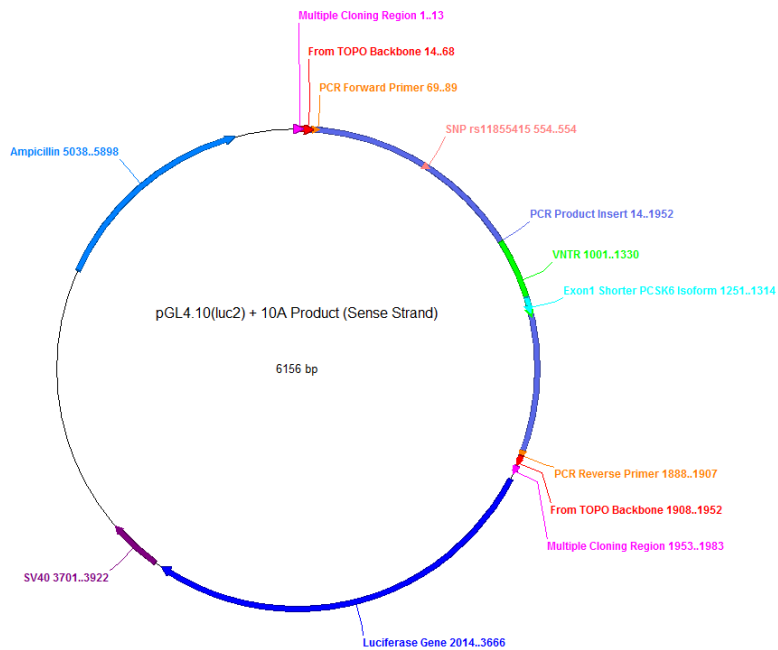 Multiple Cloning Region 1..13
From TOPO Backbone 14..68
PCR Forward Primer 69..89
SNP rs11855415 554..554
Ampicillin 5038..5898
PCR Product Insert 14..1952
VNTR 1001..1330
Exon1 Shorter PCSK6 Isoform 1251..1314
pGL4.10(luc2) + 10A Product (Sense Strand)
6156 bp
PCR Reverse Primer 1888..1907
From TOPO Backbone 1908..1952
Multiple Cloning Region 1953..1983
SV40 3701..3922
Luciferase Gene 2014..3666